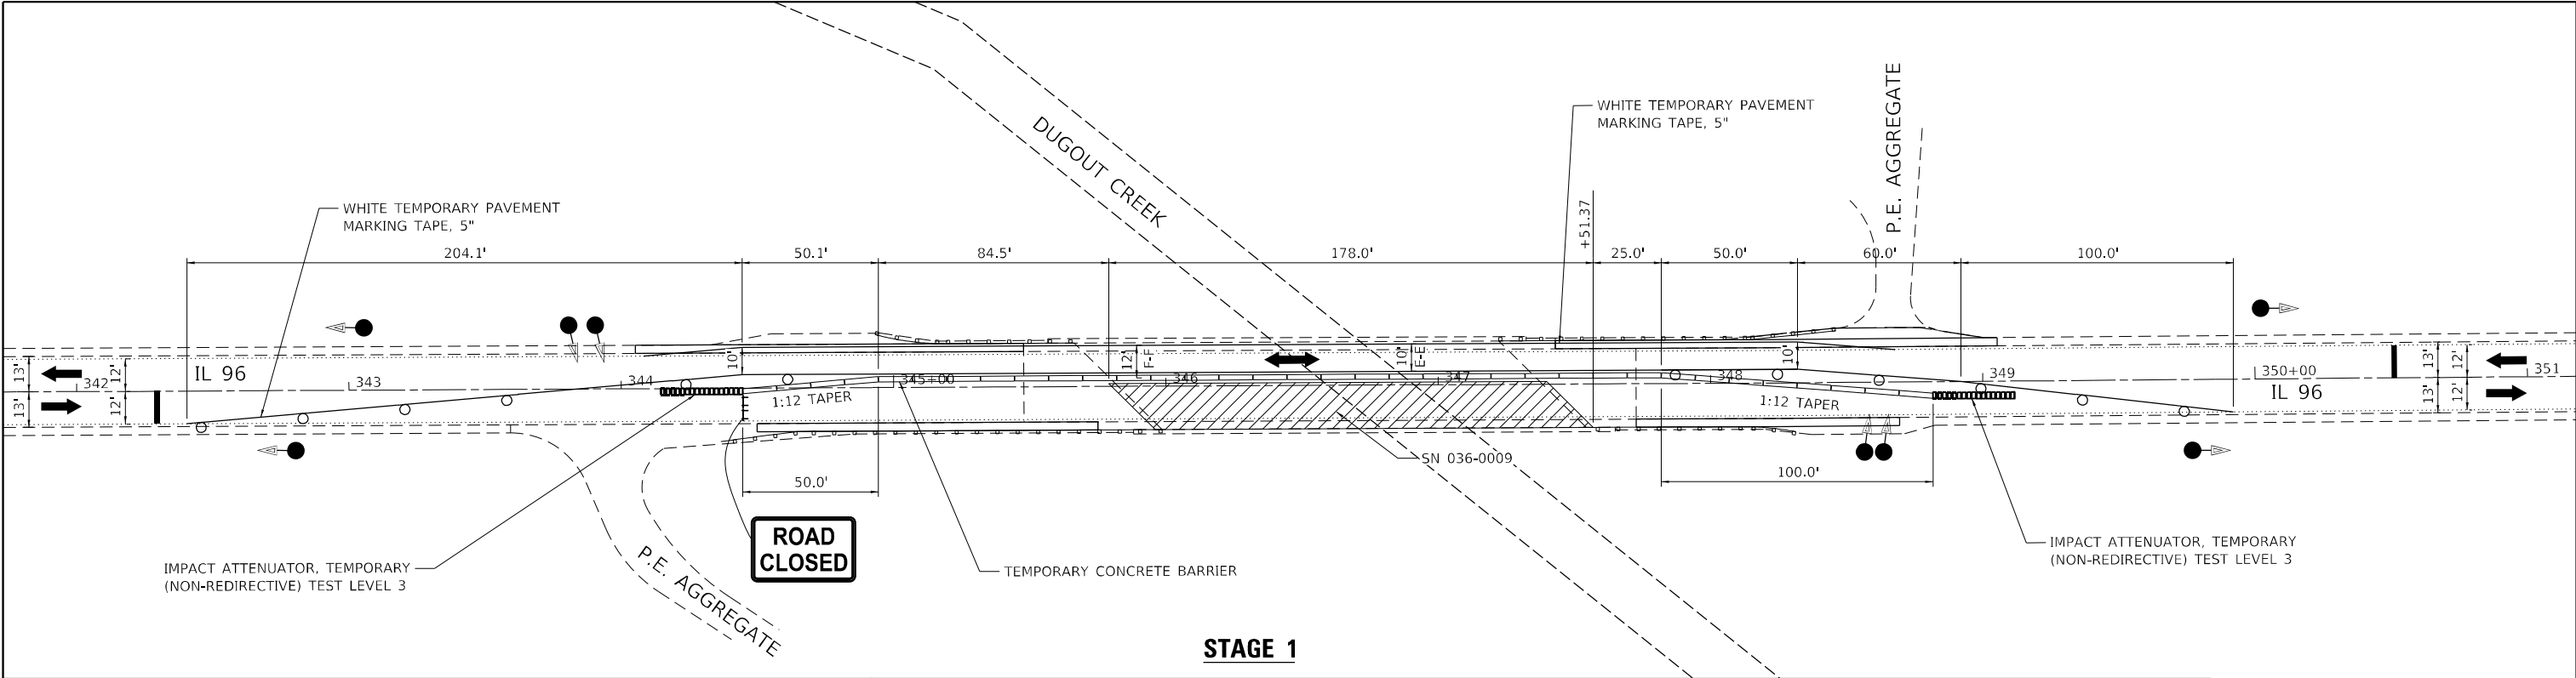 WHITE TEMPORARY PAVEMENT
MARKING TAPE, 5"
P.E. AGGREGATE
DUGOUT CREEK
WHITE TEMPORARY PAVEMENT
MARKING TAPE, 5"
+51.37
204.1'
50.1'
84.5'
178.0'
25.0'
50.0'
60.0'
100.0'
13'
12'
IL 96
10'
12'
F-F
10'
E-E
10'
13'
12'
342
343
344
345+00
346
347
348
349
350+00
351
13'
12'
1:12 TAPER
1:12 TAPER
IL 96
13'
12'
SN 036-0009
50.0'
100.0'
ROAD
CLOSED
IMPACT ATTENUATOR, TEMPORARY
(NON-REDIRECTIVE) TEST LEVEL 3
P.E. AGGREGATE
TEMPORARY CONCRETE BARRIER
IMPACT ATTENUATOR, TEMPORARY
(NON-REDIRECTIVE) TEST LEVEL 3
STAGE 1